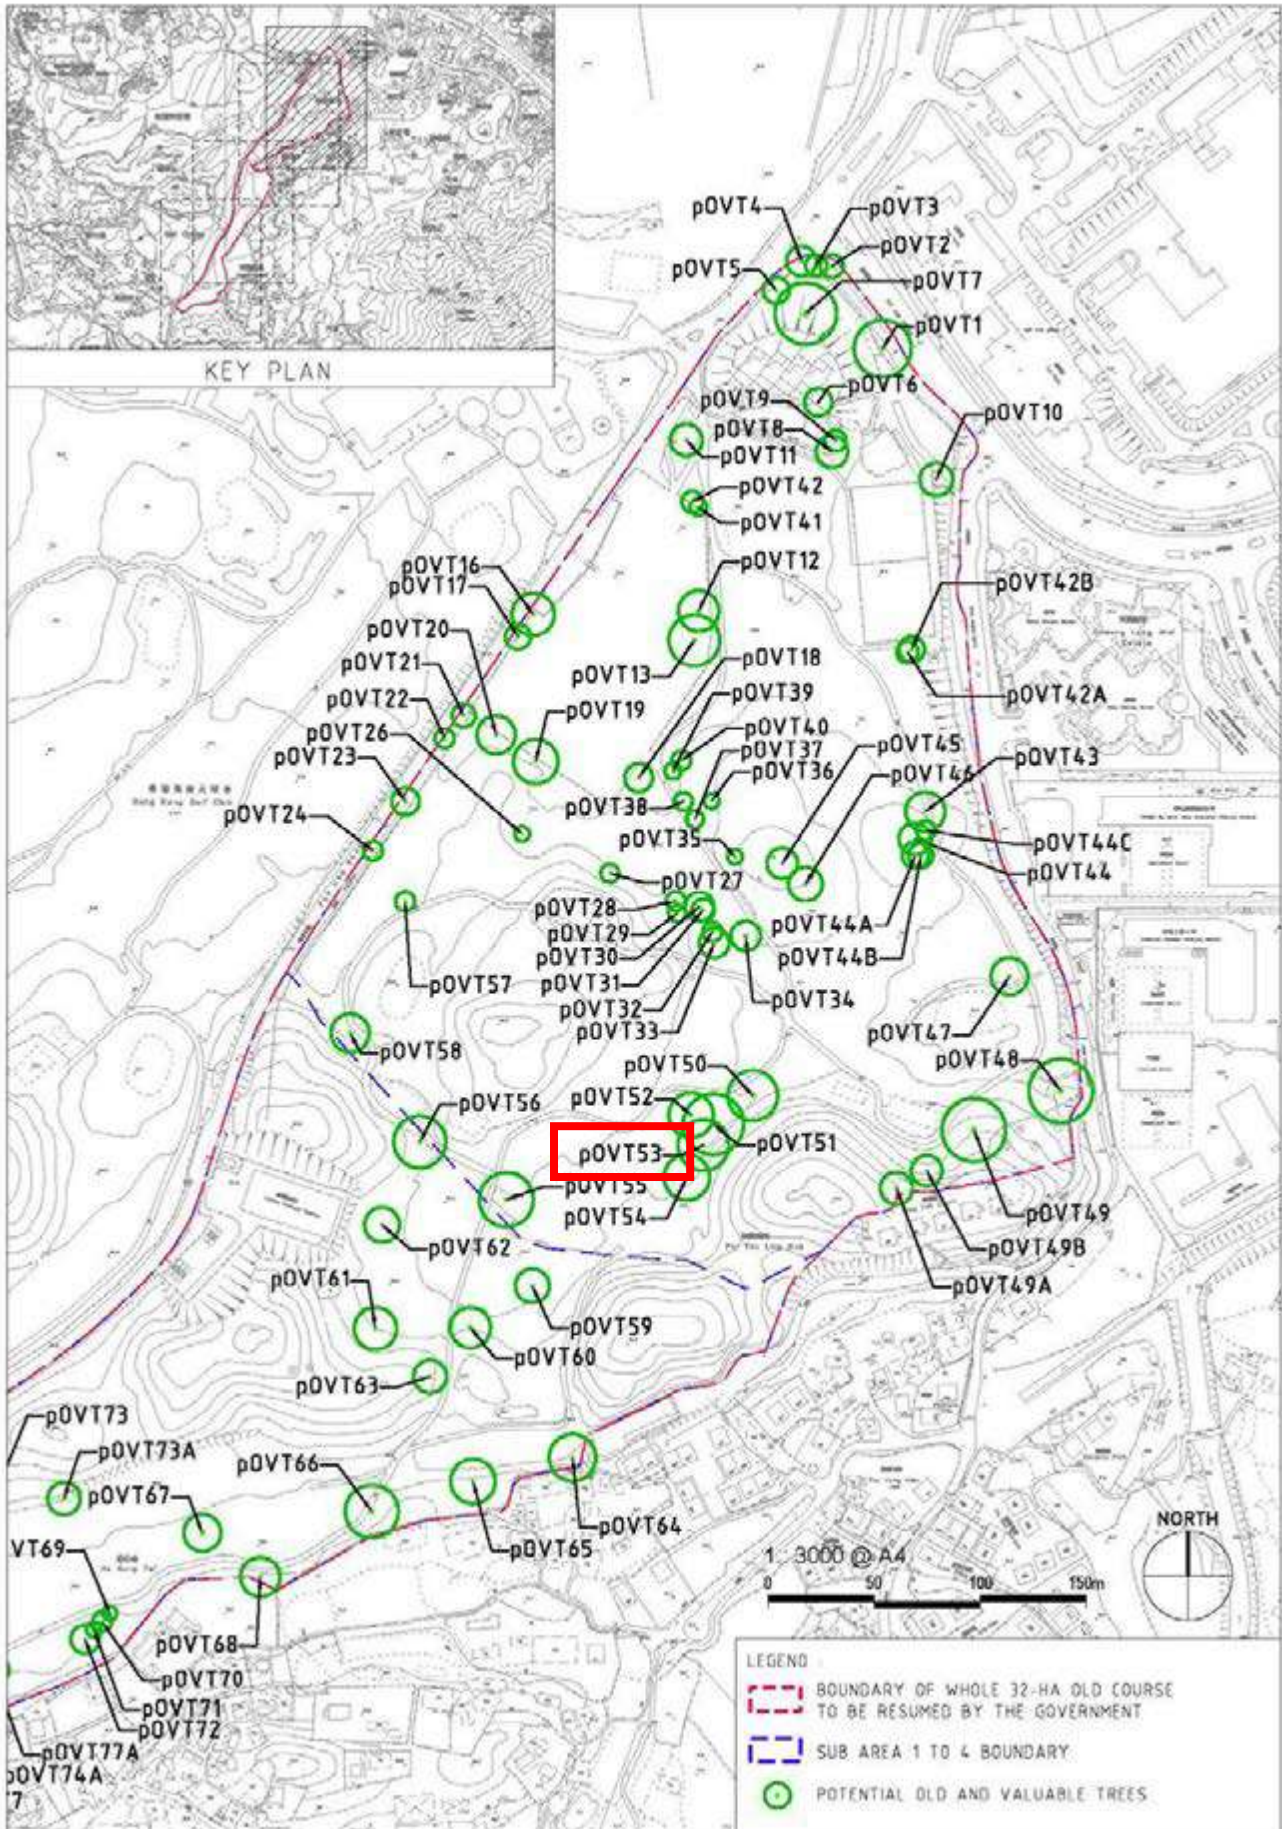 KEY PLAN
pOVT4
pOVT3
pOVT2
pOVT5
pOVT7
pOVT1
pOVT6
pOVT9
pOVT8
pOVT10
pOVT11
pOVT42
pOVT41
pOVT16
pOVT12
pOVT17
pOVT42B
pOVT20
pOVT18
pOVT13
pOVT42A
pOVT21
pOVT39
pOVT22
pOVT19
pOVT40
pOVT26
pOVT37
pOVT45
pOVT43
pOVT23
pOVT36
pOVT46
pOVT38
pOVT24
pOVT35
pOVT44C
pOVT44
pOVT27
pOVT28
pOVT44A
pOVT29
pOVT30
pOVT44B
pOVT57
pOVT31
pOVT34
pOVT32
pOVT33
pOVT47
pOVT58
pOVT50
pOVT48
pOVT52
pOVT56
pOVT53
pOVT51
pOVT55
pOVT54
pOVT49
pOVT62
pOVT49B
pOVT61
pOVT49A
pOVT59
pOVT60
pOVT63
pOVT73
pOVT73A
pOVT66
pOVT67
pOVT64
VT69
pOVT65
NORTH
1 : 3000 @ A4
0 50 100 150m
pOVT68
pOVT70
pOVT71
pOVT72
pOVT77A
pOVT74A
7
LEGEND :
BOUNDARY OF WHOLE 32-HA OLD COURSE
TO BE RESUMED BY THE GOVERNMENT
SUB AREA 1 TO 4 BOUNDARY
POTENTIAL OLD AND VALUABLE TREES